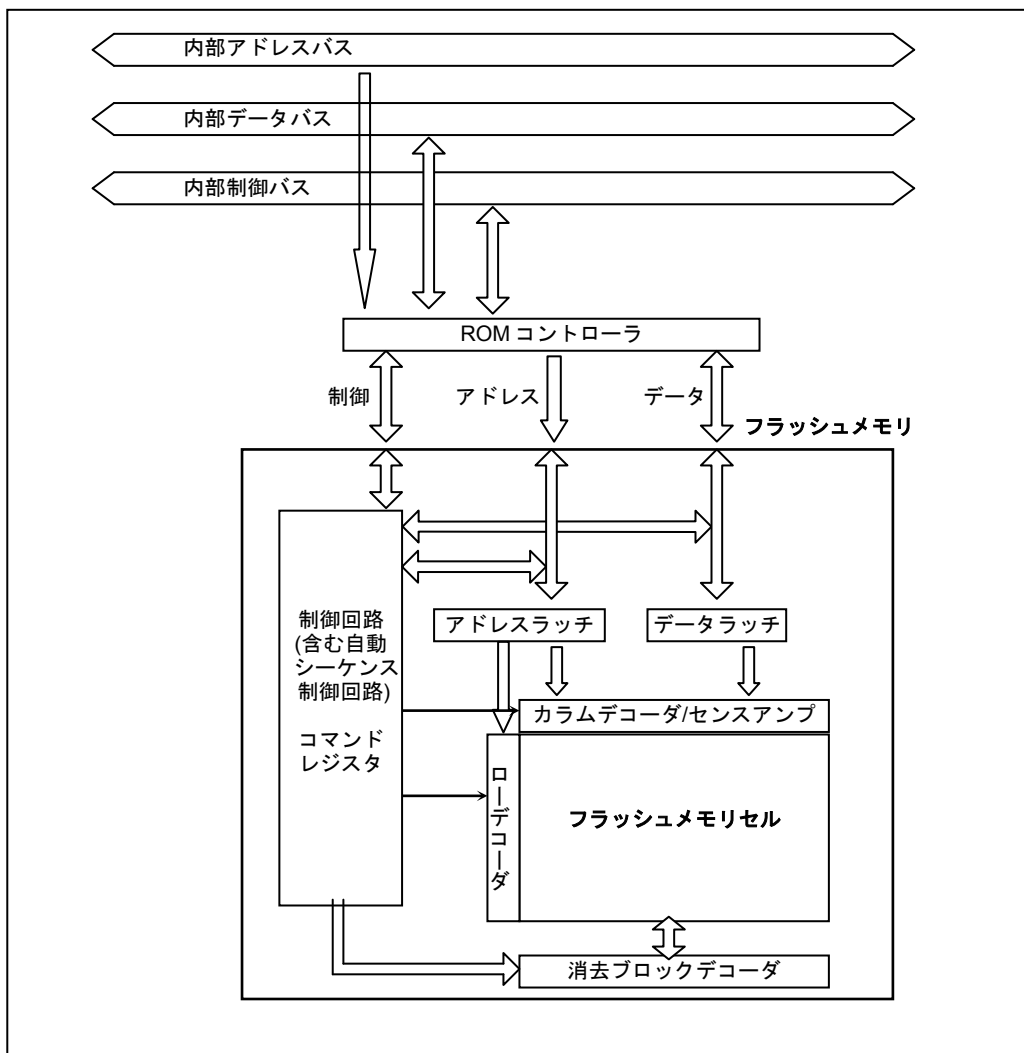 内部アドレスバス
内部データバス
内部制御バス
ROM コントローラ
制御
アドレス
データ
フラッシュメモリ
制御回路
(含む自動
シーケンス
制御回路)
コマンド
レジスタ
アドレスラッチ
データラッチ
カラムデコーダ/センスアンプ
ローデコーダ
フラッシュメモリセル
消去ブロックデコーダ